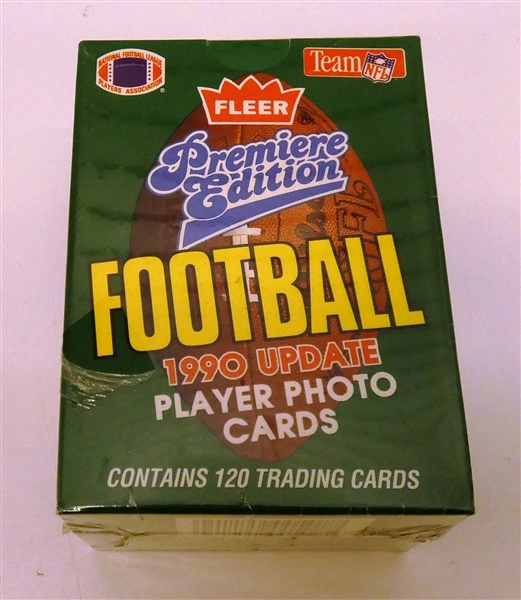 NATIONAL FOOTBALL LEAGUE
PLAYERS ASSOCIATION
®
Team NFL
FLEER
Premiere
Edition
FOOTBALL
1990 UPDATE
PLAYER PHOTO
CARDS
CONTAINS 120 TRADING CARDS